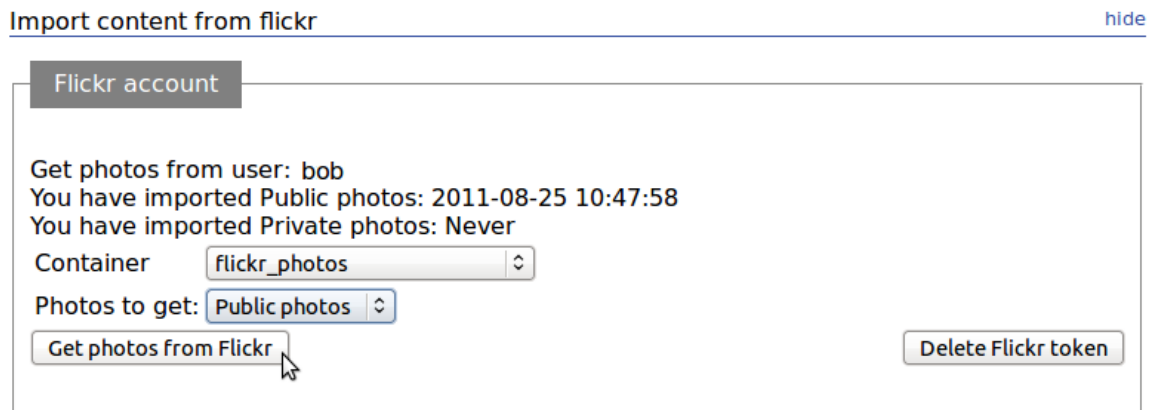 Import content from flickr hide
Flickr account
Get photos from user: bob
You have imported Public photos: 2011-08-25 10:47:58
You have imported Private photos: Never
Container flickr_photos
Photos to get: Public photos
Get photos from Flickr Delete Flickr token